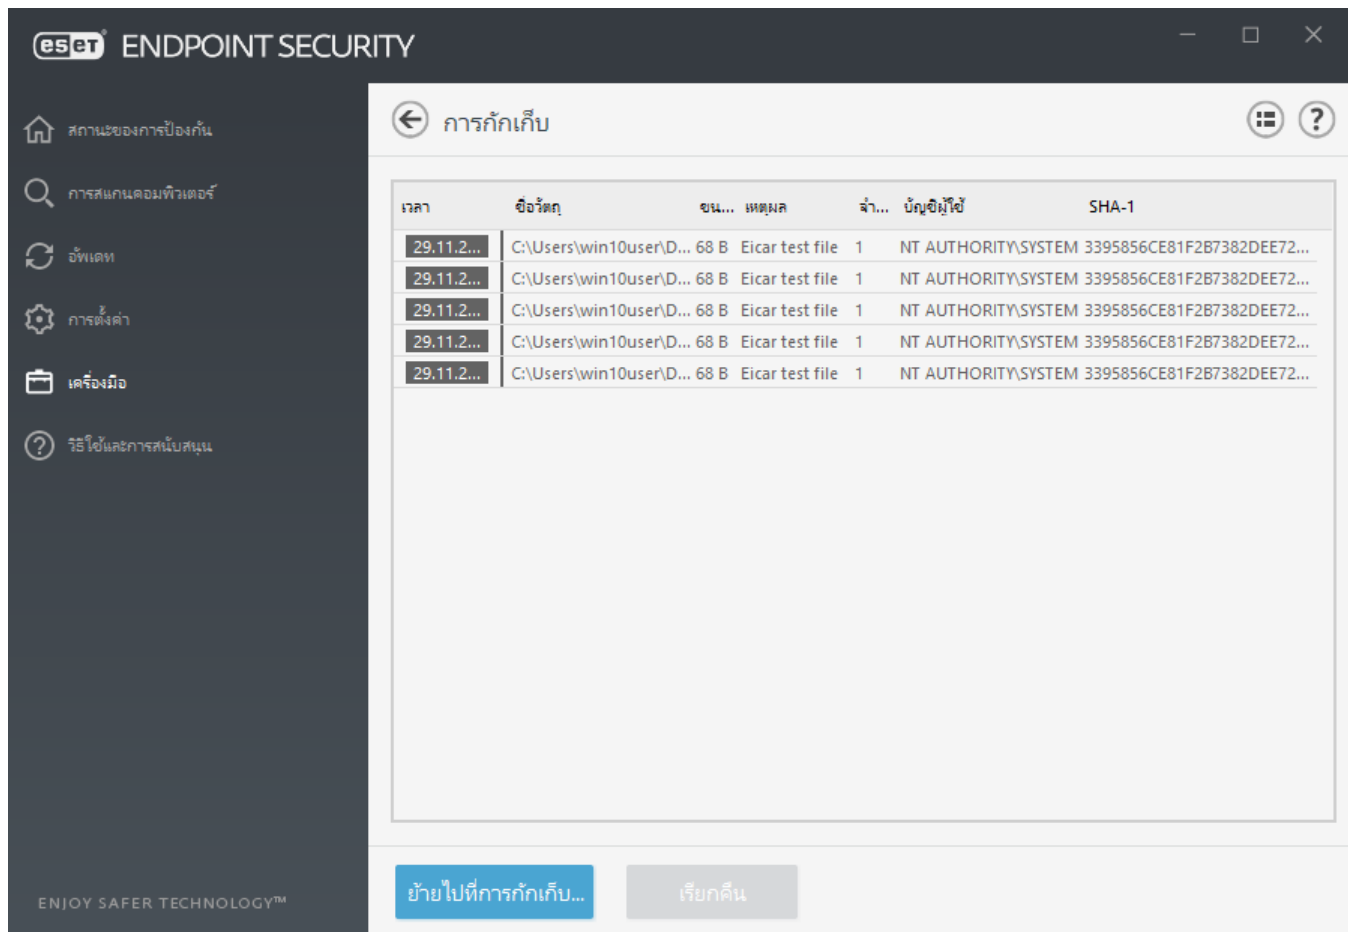 eset ENDPOINT SECURITY
สถานะของการป้องกัน
การสแกนคอมพิวเตอร์
อัพเดท
การตั้งค่า
เครื่องมือ
วิธีใช้และการสนับสนุน
ENJOY SAFER TECHNOLOGY™
การกักเก็บ
เวลา ชื่อวัตถุ ขน... เหตุผล จำ... บัญชีผู้ใช้ SHA-1
29.11.2... C:\Users\win10user\D... 68 B Eicar test file 1 NT AUTHORITY\SYSTEM 3395856CE81F2B7382DEE72...
29.11.2... C:\Users\win10user\D... 68 B Eicar test file 1 NT AUTHORITY\SYSTEM 3395856CE81F2B7382DEE72...
29.11.2... C:\Users\win10user\D... 68 B Eicar test file 1 NT AUTHORITY\SYSTEM 3395856CE81F2B7382DEE72...
29.11.2... C:\Users\win10user\D... 68 B Eicar test file 1 NT AUTHORITY\SYSTEM 3395856CE81F2B7382DEE72...
29.11.2... C:\Users\win10user\D... 68 B Eicar test file 1 NT AUTHORITY\SYSTEM 3395856CE81F2B7382DEE72...
ย้ายไปที่การกักเก็บ... เรียกคืน